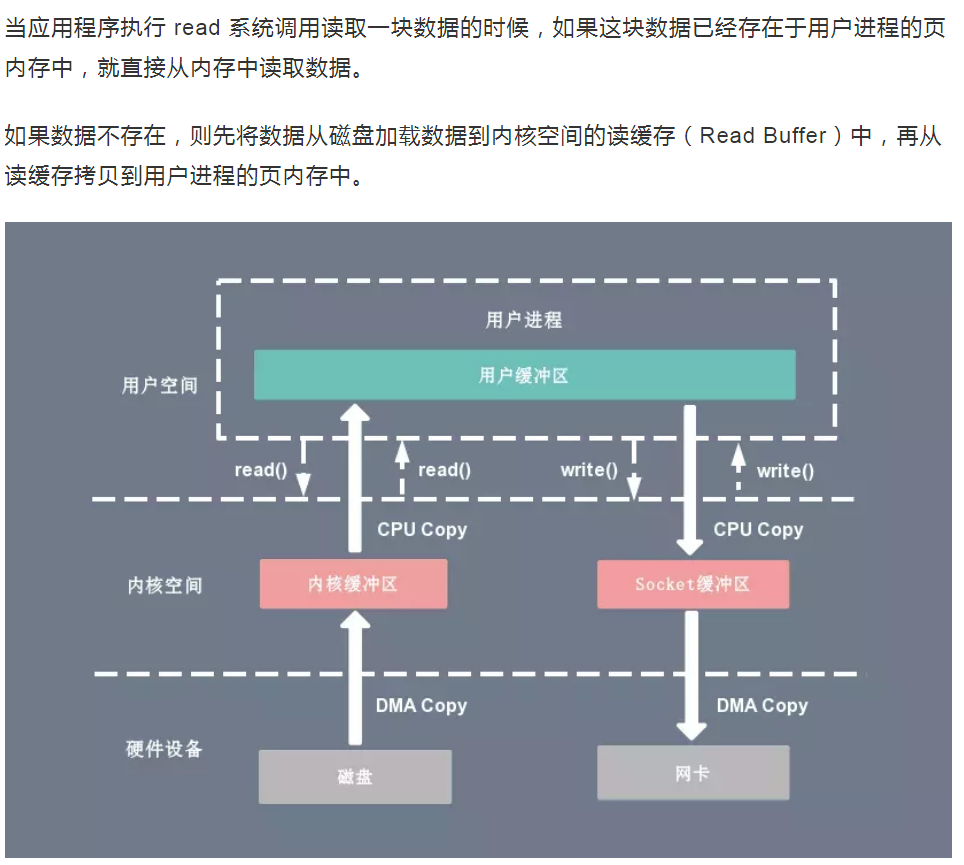 当应用程序执行 read 系统调用读取一块数据的时候，如果这块数据已经存在于用户进程的页
内存中，就直接从内存中读取数据。
如果数据不存在，则先将数据从磁盘加载数据到内核空间的读缓存（Read Buffer）中，再从
读缓存拷贝到用户进程的页内存中。
用户进程
用户缓冲区
用户空间
read()
read()
write()
write()
CPU Copy
CPU Copy
内核空间
内核缓冲区
Socket缓冲区
DMA Copy
DMA Copy
硬件设备
磁盘
网卡